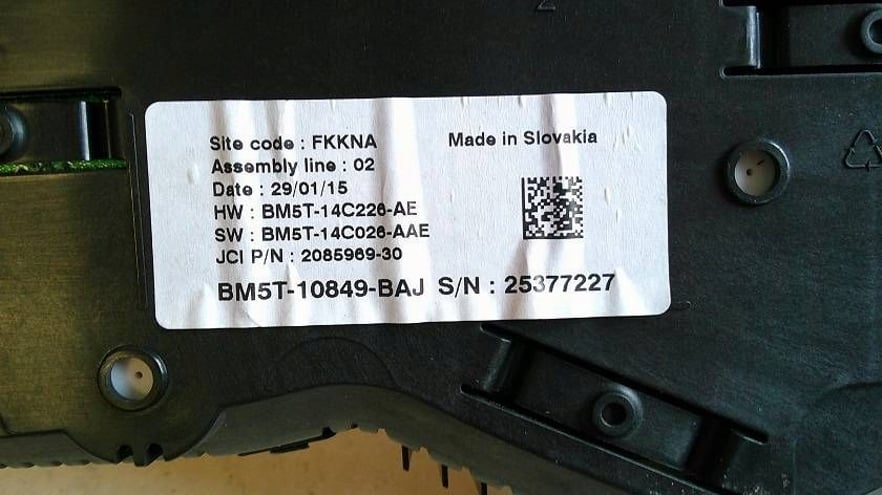 Site code : FKKNA
Made in Slovakia
Assembly line : 02
Date : 29/01/15
HW : BM5T-14C226-AE
SW : BM5T-14C026-AAE
JCI P/N : 2085969-30
BM5T-10849-BAJ S/N : 25377227